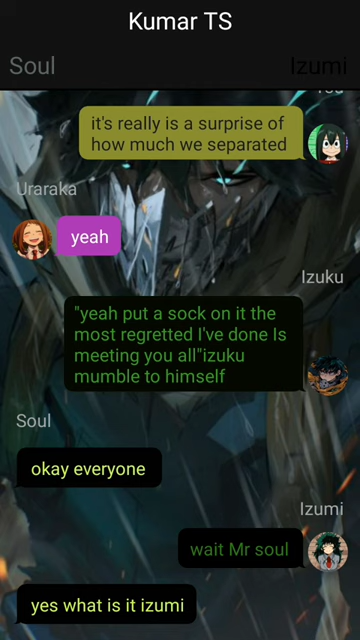 Kumar TS
Soul
Izumi
You
it's really is a surprise of
how much we separated
Uraraka
yeah
Izuku
"yeah put a sock on it the
most regretted I've done Is
meeting you all"izuku
mumble to himself
Soul
okay everyone
Izumi
wait Mr soul
yes what is it izumi